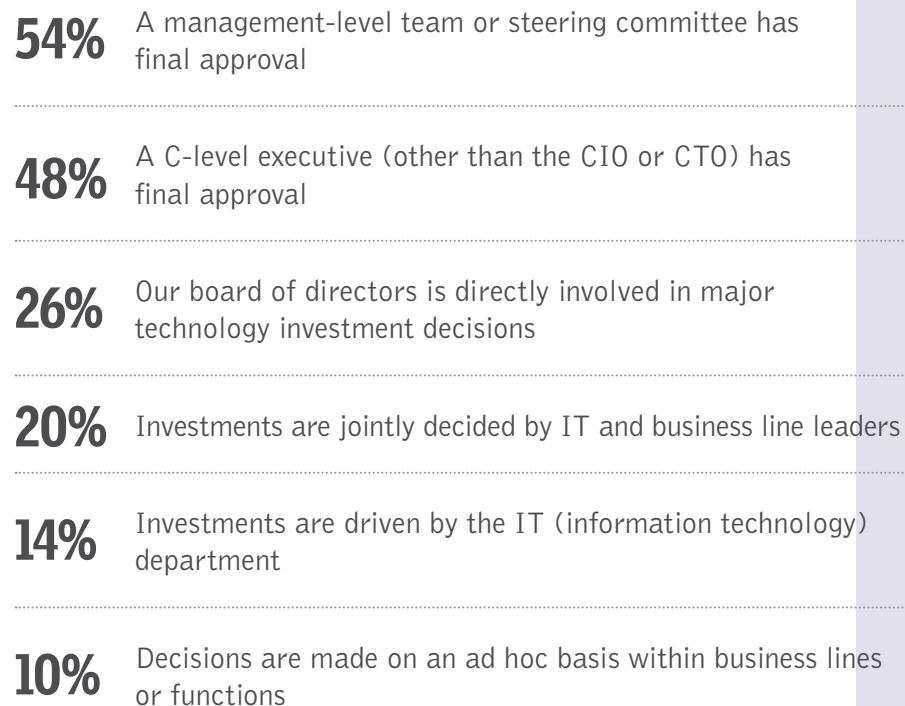 54%
A management-level team or steering committee has
final approval
48%
A C-level executive (other than the CIO or CTO) has
final approval
26%
Our board of directors is directly involved in major
technology investment decisions
20%
Investments are jointly decided by IT and business line leaders
14%
Investments are driven by the IT (information technology)
department
10%
Decisions are made on an ad hoc basis within business lines
or functions